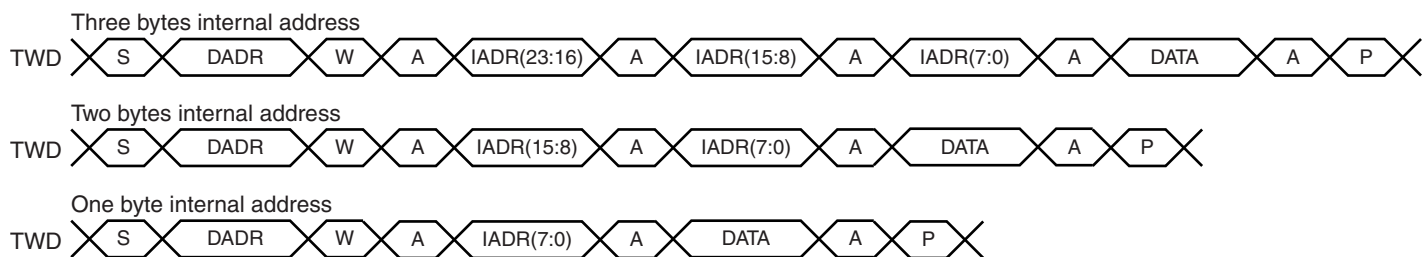 Three bytes internal address
TWD S DADR W A IADR(23:16) A IADR(15:8) A IADR(7:0) A DATA A P
Two bytes internal address
TWD S DADR W A IADR(15:8) A IADR(7:0) A DATA A P
One byte internal address
TWD S DADR W A IADR(7:0) A DATA A P